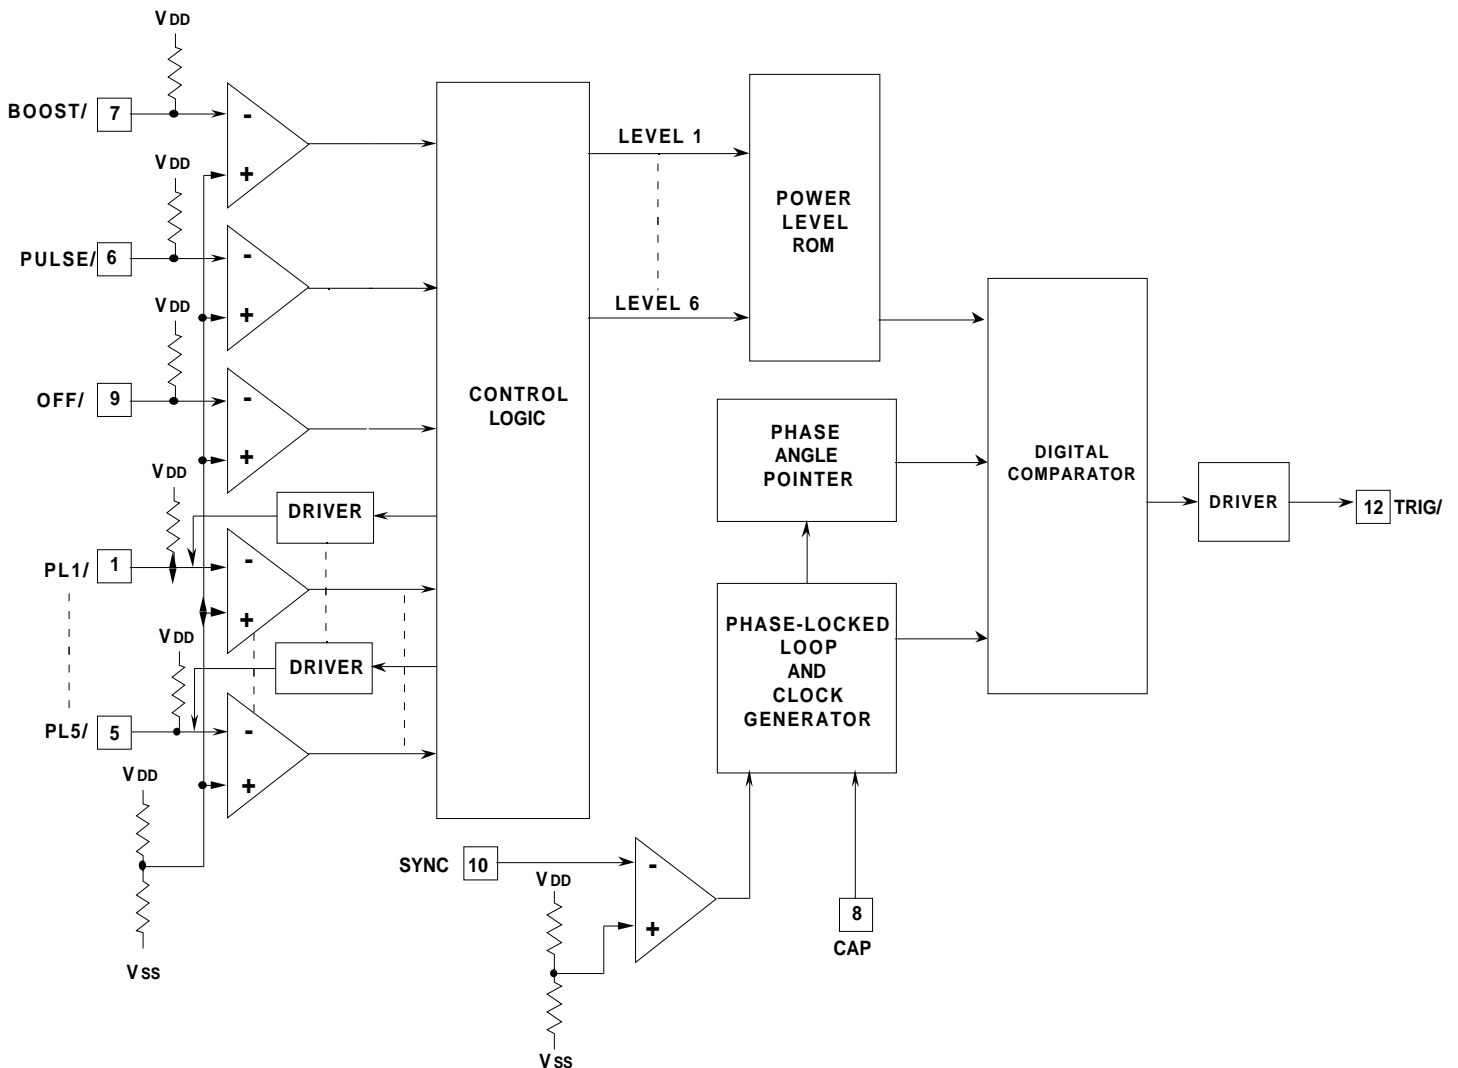 VDD
BOOST/ 7
-
+
VDD
PULSE/ 6
-
+
VDD
OFF/ 9
-
+
VDD
DRIVER
PL1/ 1
-
+
VDD
DRIVER
PL5/ 5
-
+
VDD
VSS
CONTROL
LOGIC
LEVEL 1
LEVEL 6
POWER
LEVEL
ROM
PHASE
ANGLE
POINTER
PHASE-LOCKED
LOOP
AND
CLOCK
GENERATOR
DIGITAL
COMPARATOR
DRIVER
12 TRIG/
SYNC 10
-
+
VDD
VSS
8
CAP